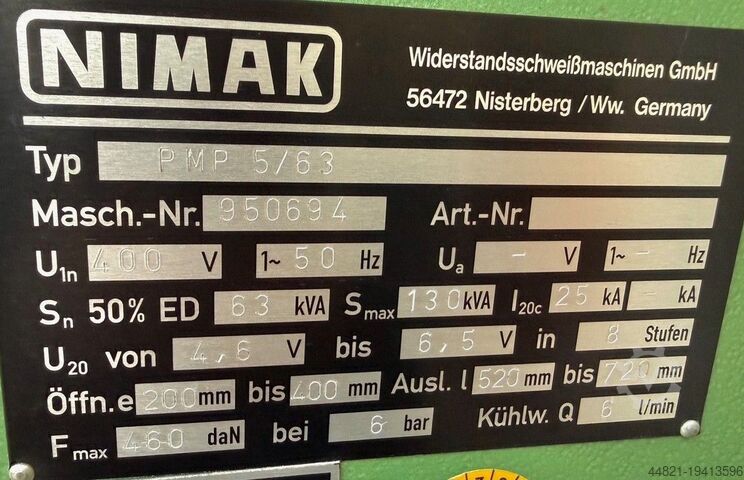 NIMAK
Widerstandsschweißmaschinen GmbH
56472 Nisterberg / Ww. Germany
Typ PMP 5/63
Masch.-Nr. 950694 Art.-Nr.
U1n 400 V 1~ 50 Hz Ua - V 1~ - Hz
Sn 50% ED 63 kVA Smax 130 kVA I20c 25 kA - kA
U20 von 4,6 V bis 6,5 V in 8 Stufen
Öffn.e 200 mm bis 400 mm Ausl. l 520 mm bis 720 mm
Fmax 460 daN bei 6 bar Kühlw. Q 6 l/min
44821-19413596